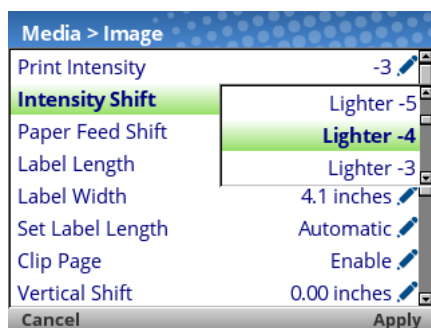 Media > Image
Print Intensity -3
Intensity Shift Lighter -5
Paper Feed Shift Lighter -4
Label Length Lighter -3
Label Width 4.1 inches
Set Label Length Automatic
Clip Page Enable
Vertical Shift 0.00 inches
Cancel Apply